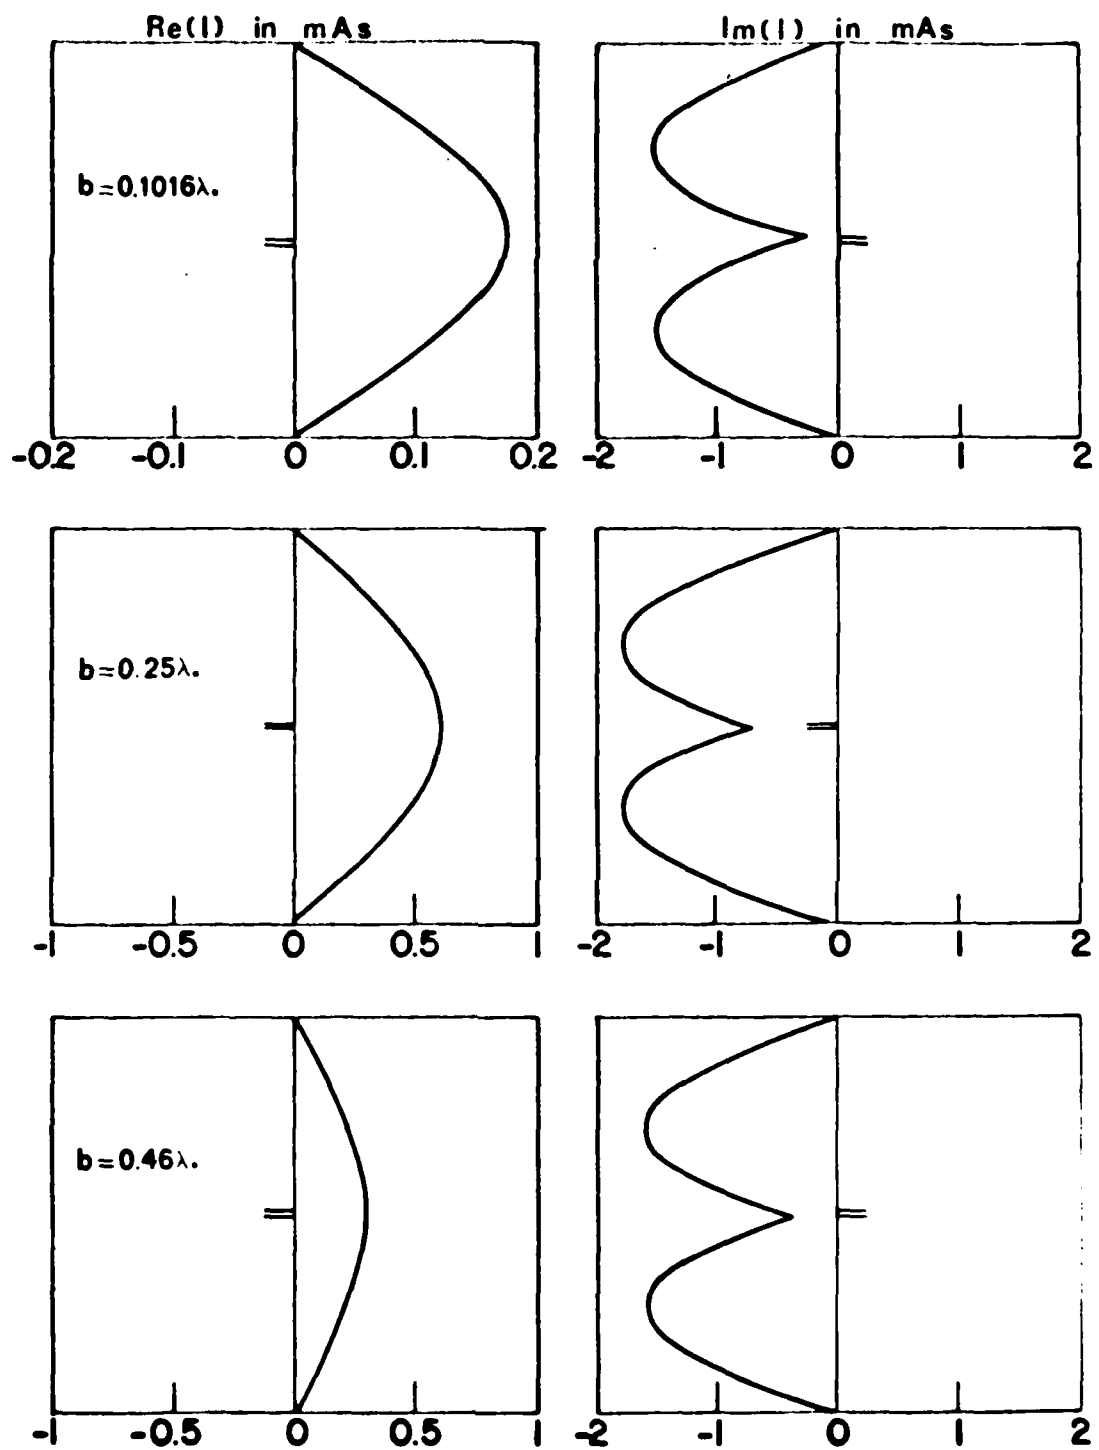 Re(I) in mAs Im(I) in mAs
b=0.1016λ.
-0.2 -0.1 0 0.1 0.2 -2 -1 0 1 2
b=0.25λ.
-1 -0.5 0 0.5 1 -2 -1 0 1 2
b=0.46λ.
-1 -0.5 0 0.5 1 -2 -1 0 1 2